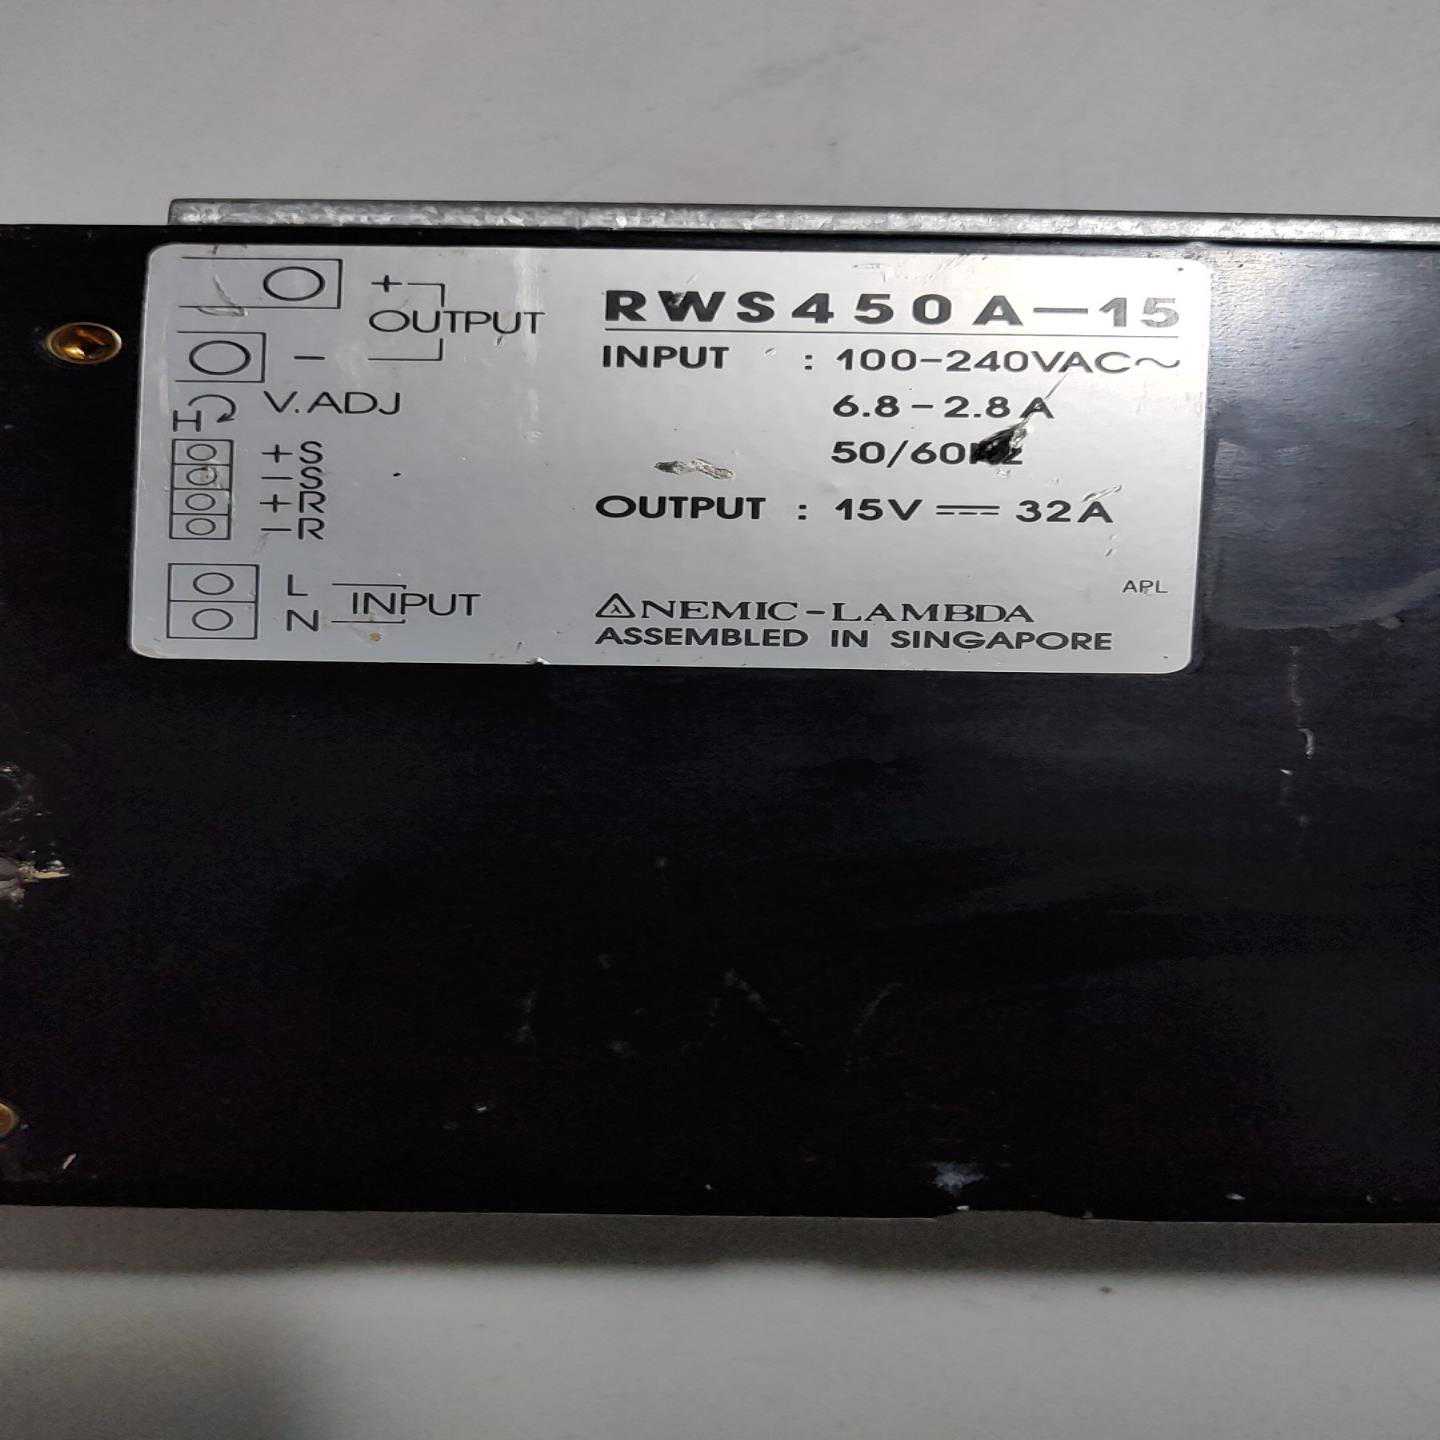 +
OUTPUT
-
V.ADJ
+S
-S
+R
-R
L
INPUT
N
RWS450A-15
INPUT : 100-240VAC~
6.8-2.8A
50/60Hz
OUTPUT : 15V ⎓ 32A
APL
NEMIC-LAMBDA
ASSEMBLED IN SINGAPORE